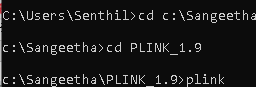 C:\Users\Senthil>cd c:\Sangeetha
c:\Sangeetha>cd PLINK_1.9
c:\Sangeetha\PLINK_1.9>plink